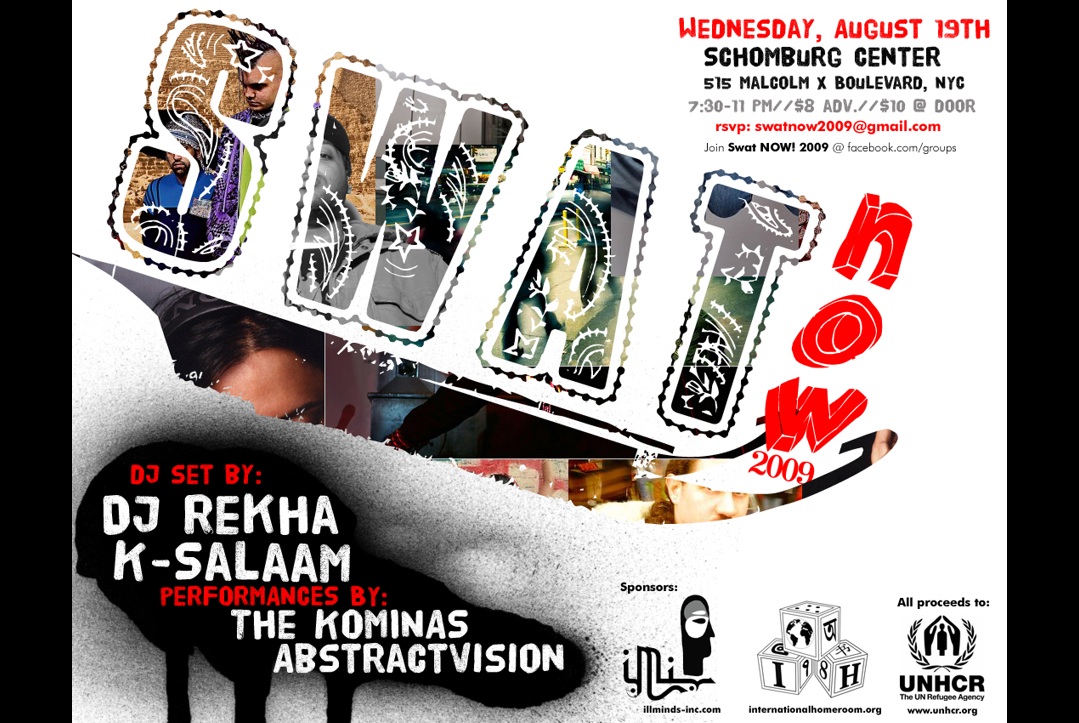 WEDNESDAY, AUGUST 19TH
SCHOMBURG CENTER
515 MALCOLM X BOULEVARD, NYC
7:30-11 PM//$8 ADV.//$10 @ DOOR
rsvp: swatnow2009@gmail.com
Join Swat NOW! 2009 @ facebook.com/groups
SWAT
now
2009
DJ SET BY:
DJ REKHA
K-SALAAM
PERFORMANCES BY:
THE KOMINAS
ABSTRACTVISION
Sponsors:
illminds-inc.com
@ अ
I 9 8 H
internationalhomeroom.org
All proceeds to:
UNHCR
The UN Refugee Agency
www.unhcr.org